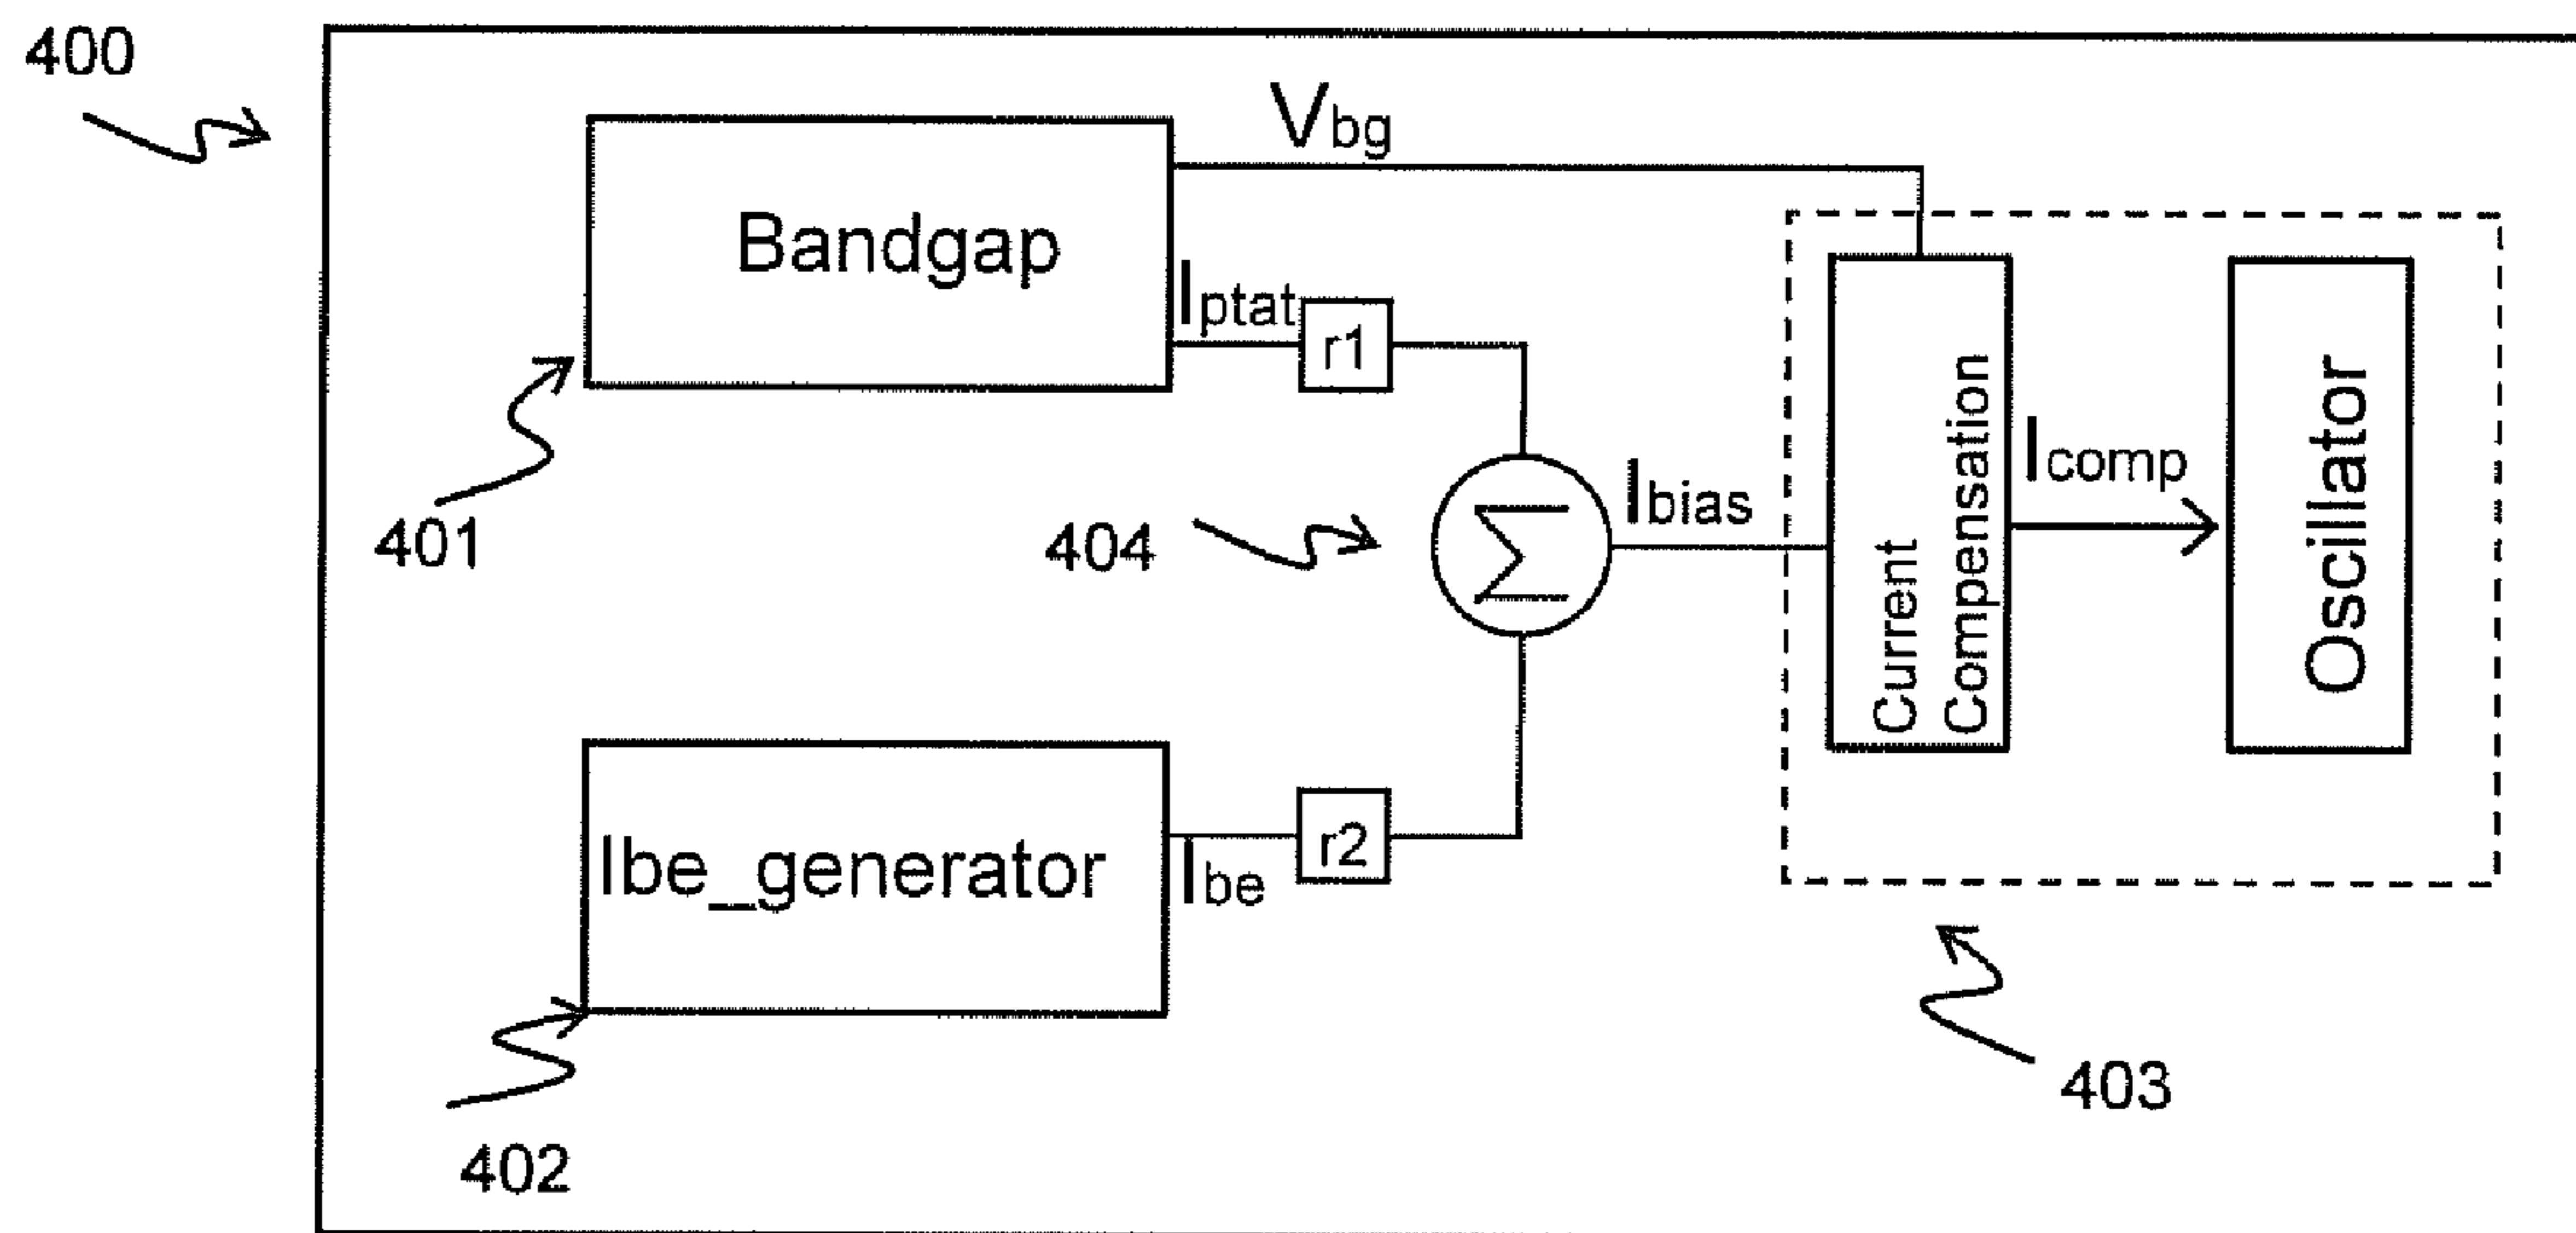 400
Vbg
Bandgap
Iptat
r1
401
404
Σ
Ibias
Current
Compensation
Icomp
Oscillator
Ibe_generator
Ibe
r2
402
403